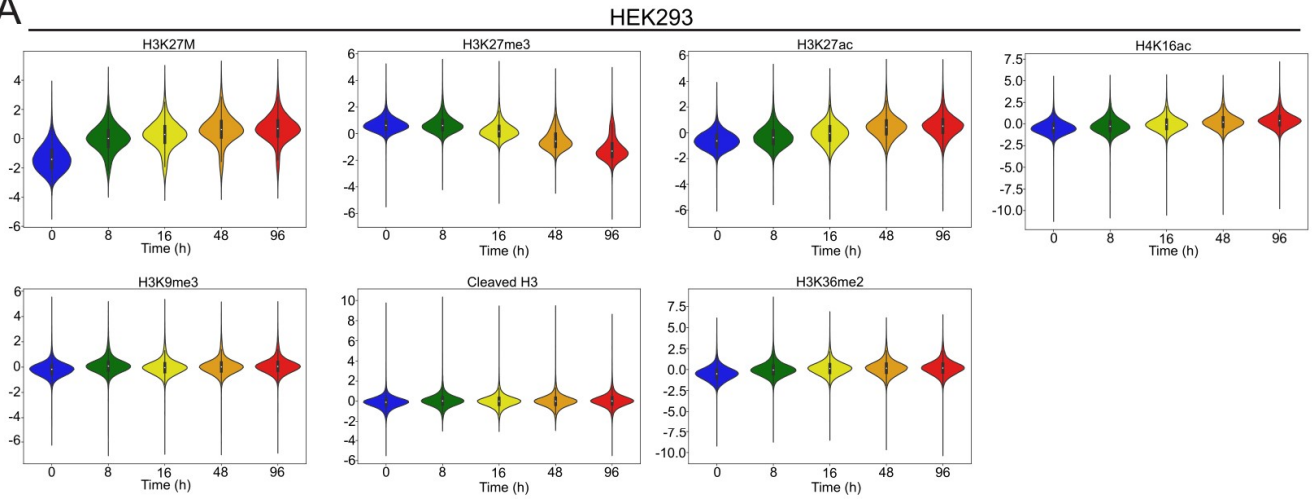 A
HEK293
H3K27M
4
2
0
-2
-4
-6
0 8 16 48 96
Time (h)
H3K27me3
6
4
2
0
-2
-4
-6
0 8 16 48 96
Time (h)
H3K27ac
6
4
2
0
-2
-4
-6
0 8 16 48 96
Time (h)
H4K16ac
7.5
5.0
2.5
0.0
-2.5
-5.0
-7.5
-10.0
0 8 16 48 96
Time (h)
H3K9me3
6
4
2
0
-2
-4
-6
0 8 16 48 96
Time (h)
Cleaved H3
10
8
6
4
2
0
-2
-4
-6
0 8 16 48 96
Time (h)
H3K36me2
7.5
5.0
2.5
0.0
-2.5
-5.0
-7.5
-10.0
0 8 16 48 96
Time (h)